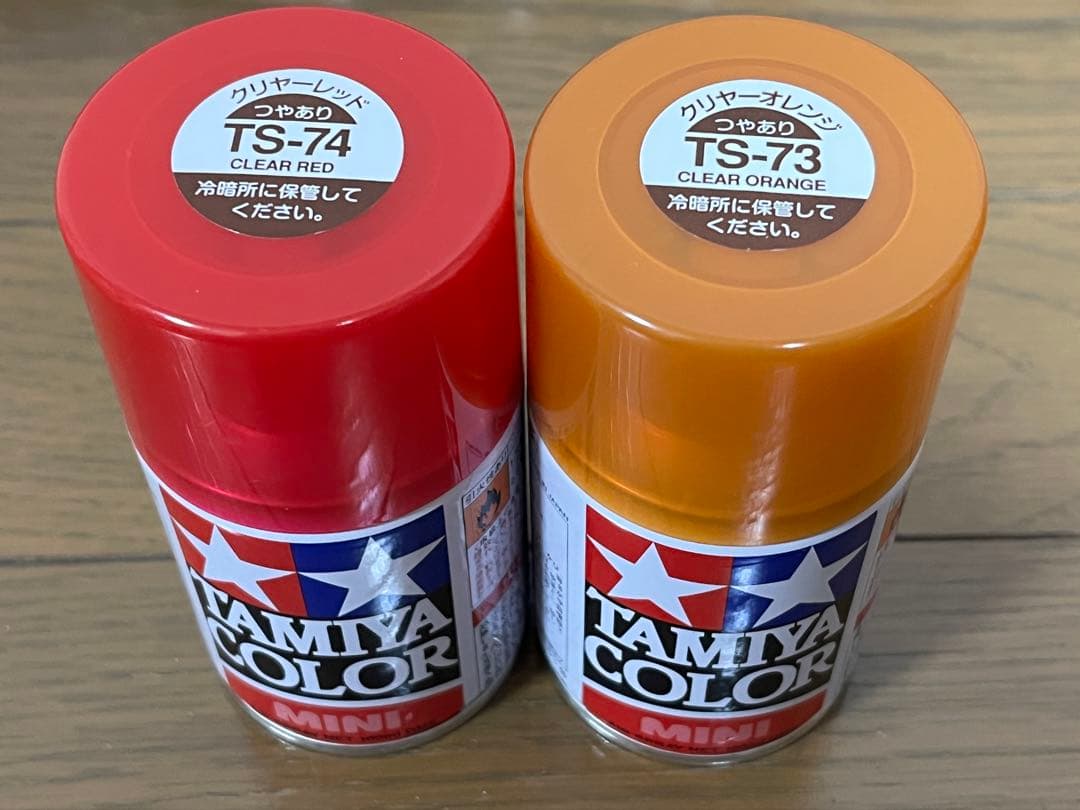 クリヤーレッド
つやあり
TS-74
CLEAR RED
冷暗所に保管して
ください。
クリヤーオレンジ
つやあり
TS-73
CLEAR ORANGE
冷暗所に保管して
ください。
TAMIYA
COLOR
MINI
TAMIYA
COLOR
MINI